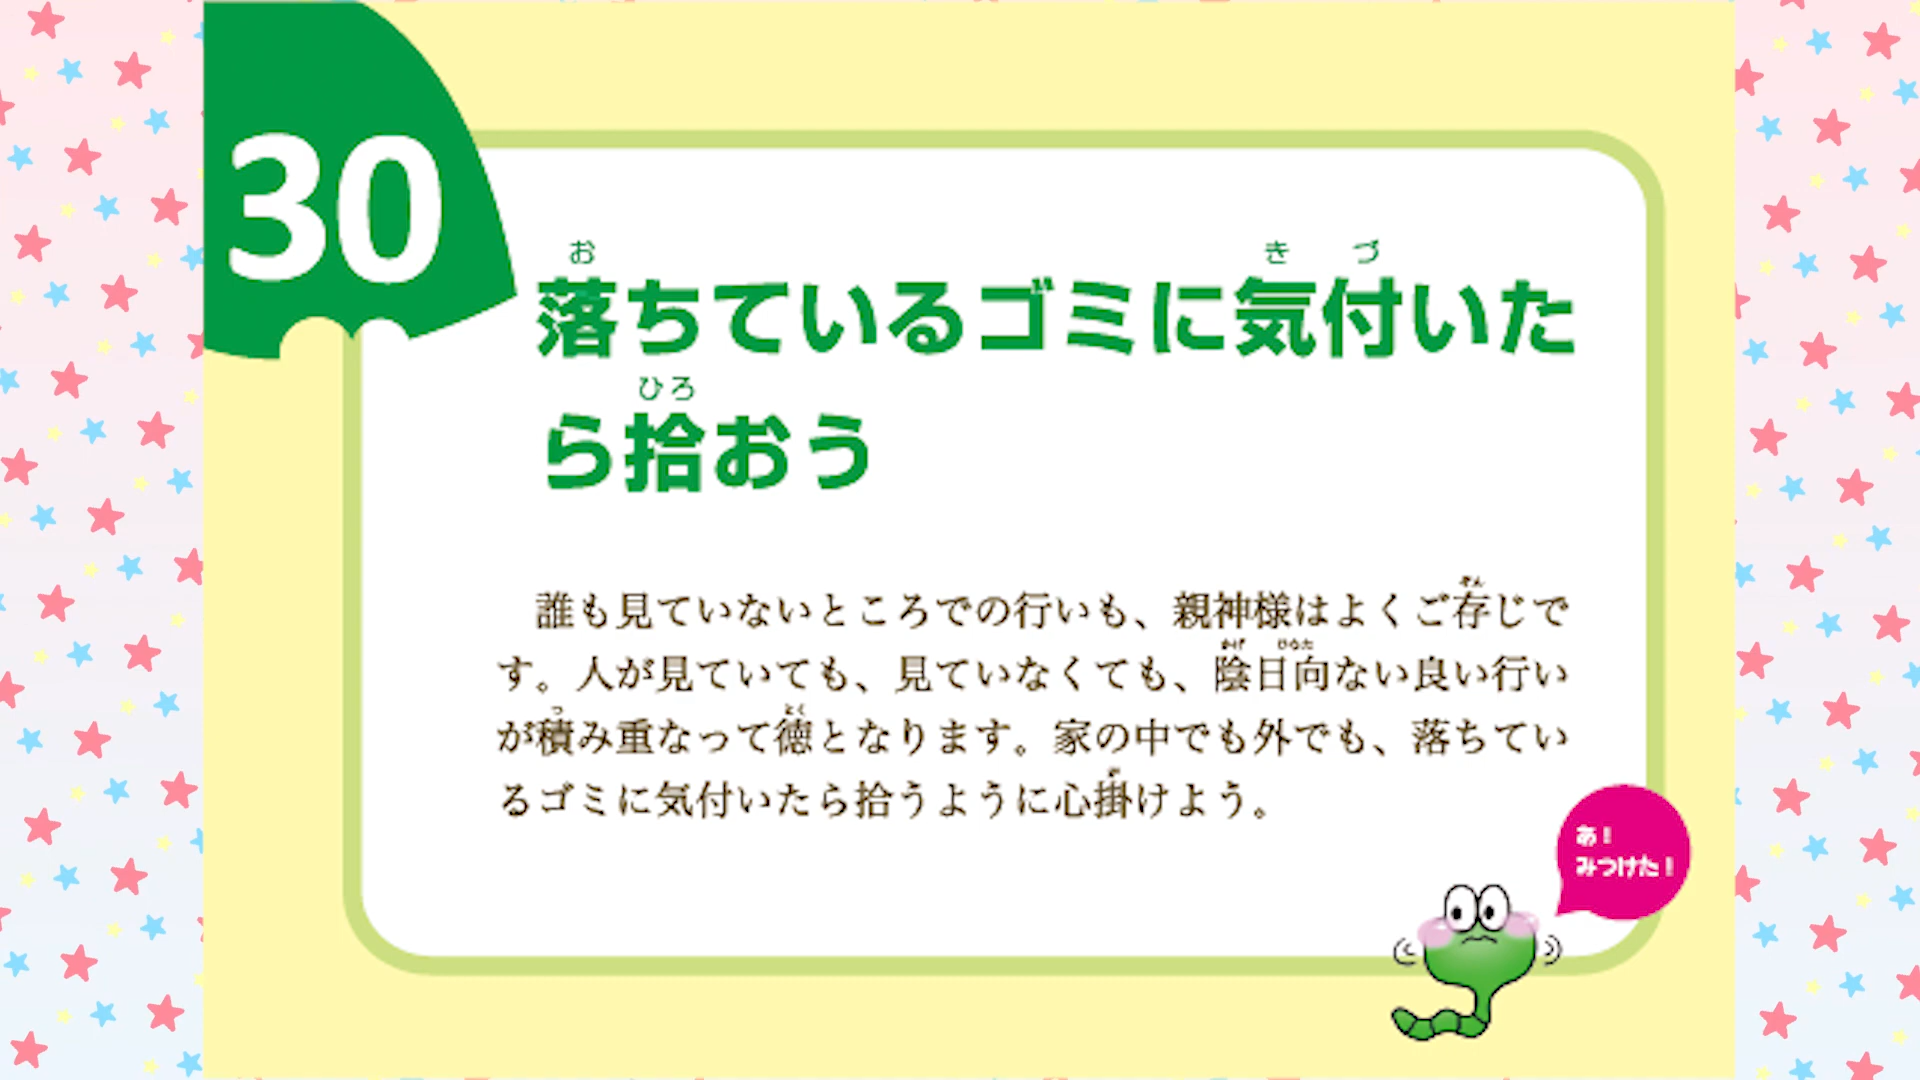 30
落ちているゴミに気付いた
ら拾おう
誰も見ていないところでの行いも、親神様はよくご存じで
す。人が見ていても、見ていなくても、陰日向ない良い行い
が積み重なって徳となります。家の中でも外でも、落ちてい
るゴミに気付いたら拾うように心掛けよう。
あ!
みつけた!